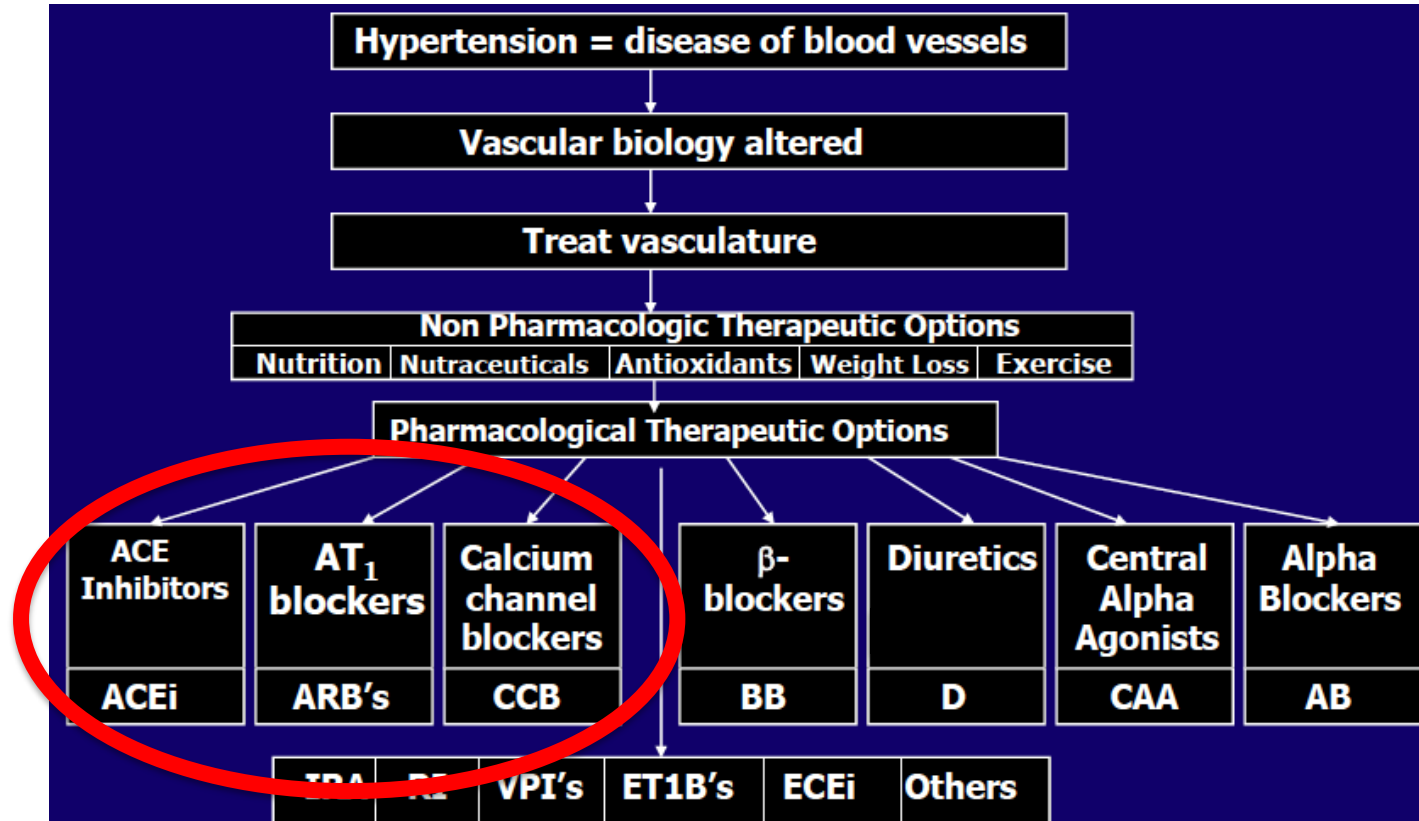 Hypertension = disease of blood vessels
Vascular biology altered
Treat vasculature
Non Pharmacologic Therapeutic Options
Nutrition Nutraceuticals Antioxidants Weight Loss Exercise
Pharmacological Therapeutic Options
ACE
Inhibitors
ACEi
AT1
blockers
ARB's
Calcium
channel
blockers
CCB
β-
blockers
BB
Diuretics
D
Central
Alpha
Agonists
CAA
Alpha
Blockers
AB
VPI's ET1B's ECEi Others